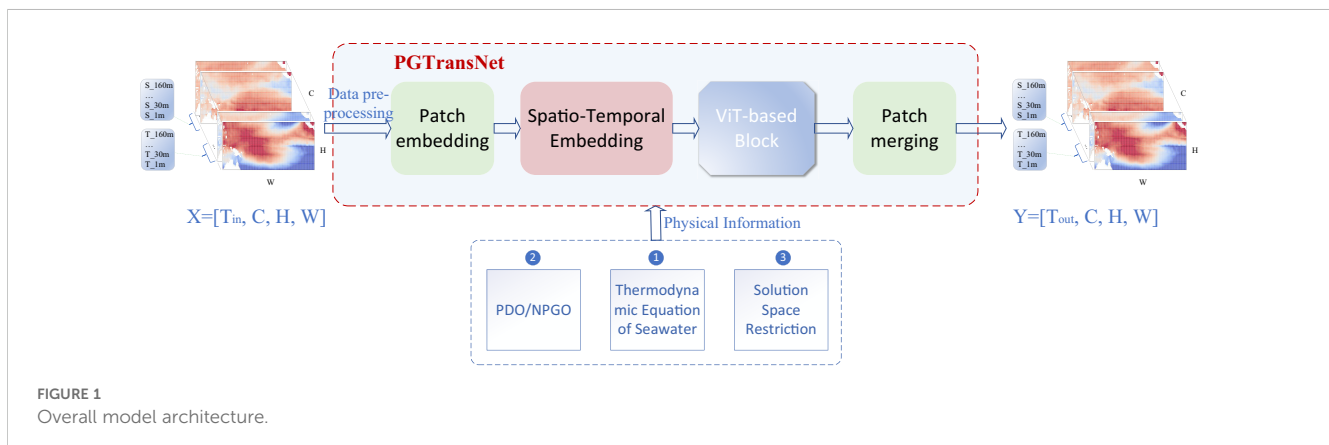 PGTransNet
S_160m
...
S_30m
S_1m
T_160m
...
T_30m
T_1m
C
H
W
X=[Tin, C, H, W]
Data pre-
processing
Patch
embedding
Spatio-Temporal
Embedding
ViT-based
Block
Patch
merging
S_160m
...
S_30m
S_1m
T_160m
...
T_30m
T_1m
C
H
W
Y=[Tout, C, H, W]
Physical Information
2
PDO/NPGO
1
Thermodyna
mic Equation
of Seawater
3
Solution
Space
Restriction
FIGURE 1
Overall model architecture.